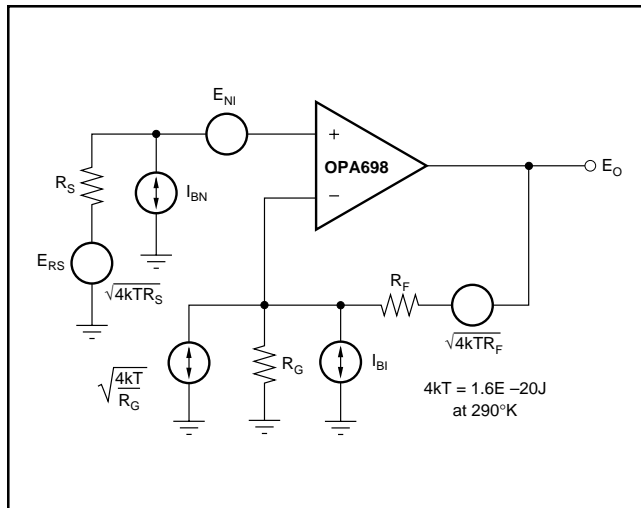 E_NI
+
OPA698
−
E_O
R_S
I_BN
E_RS
√4kTR_S
R_F
√4kTR_F
√4kT/R_G
R_G
I_BI
4kT = 1.6E –20J
at 290°K